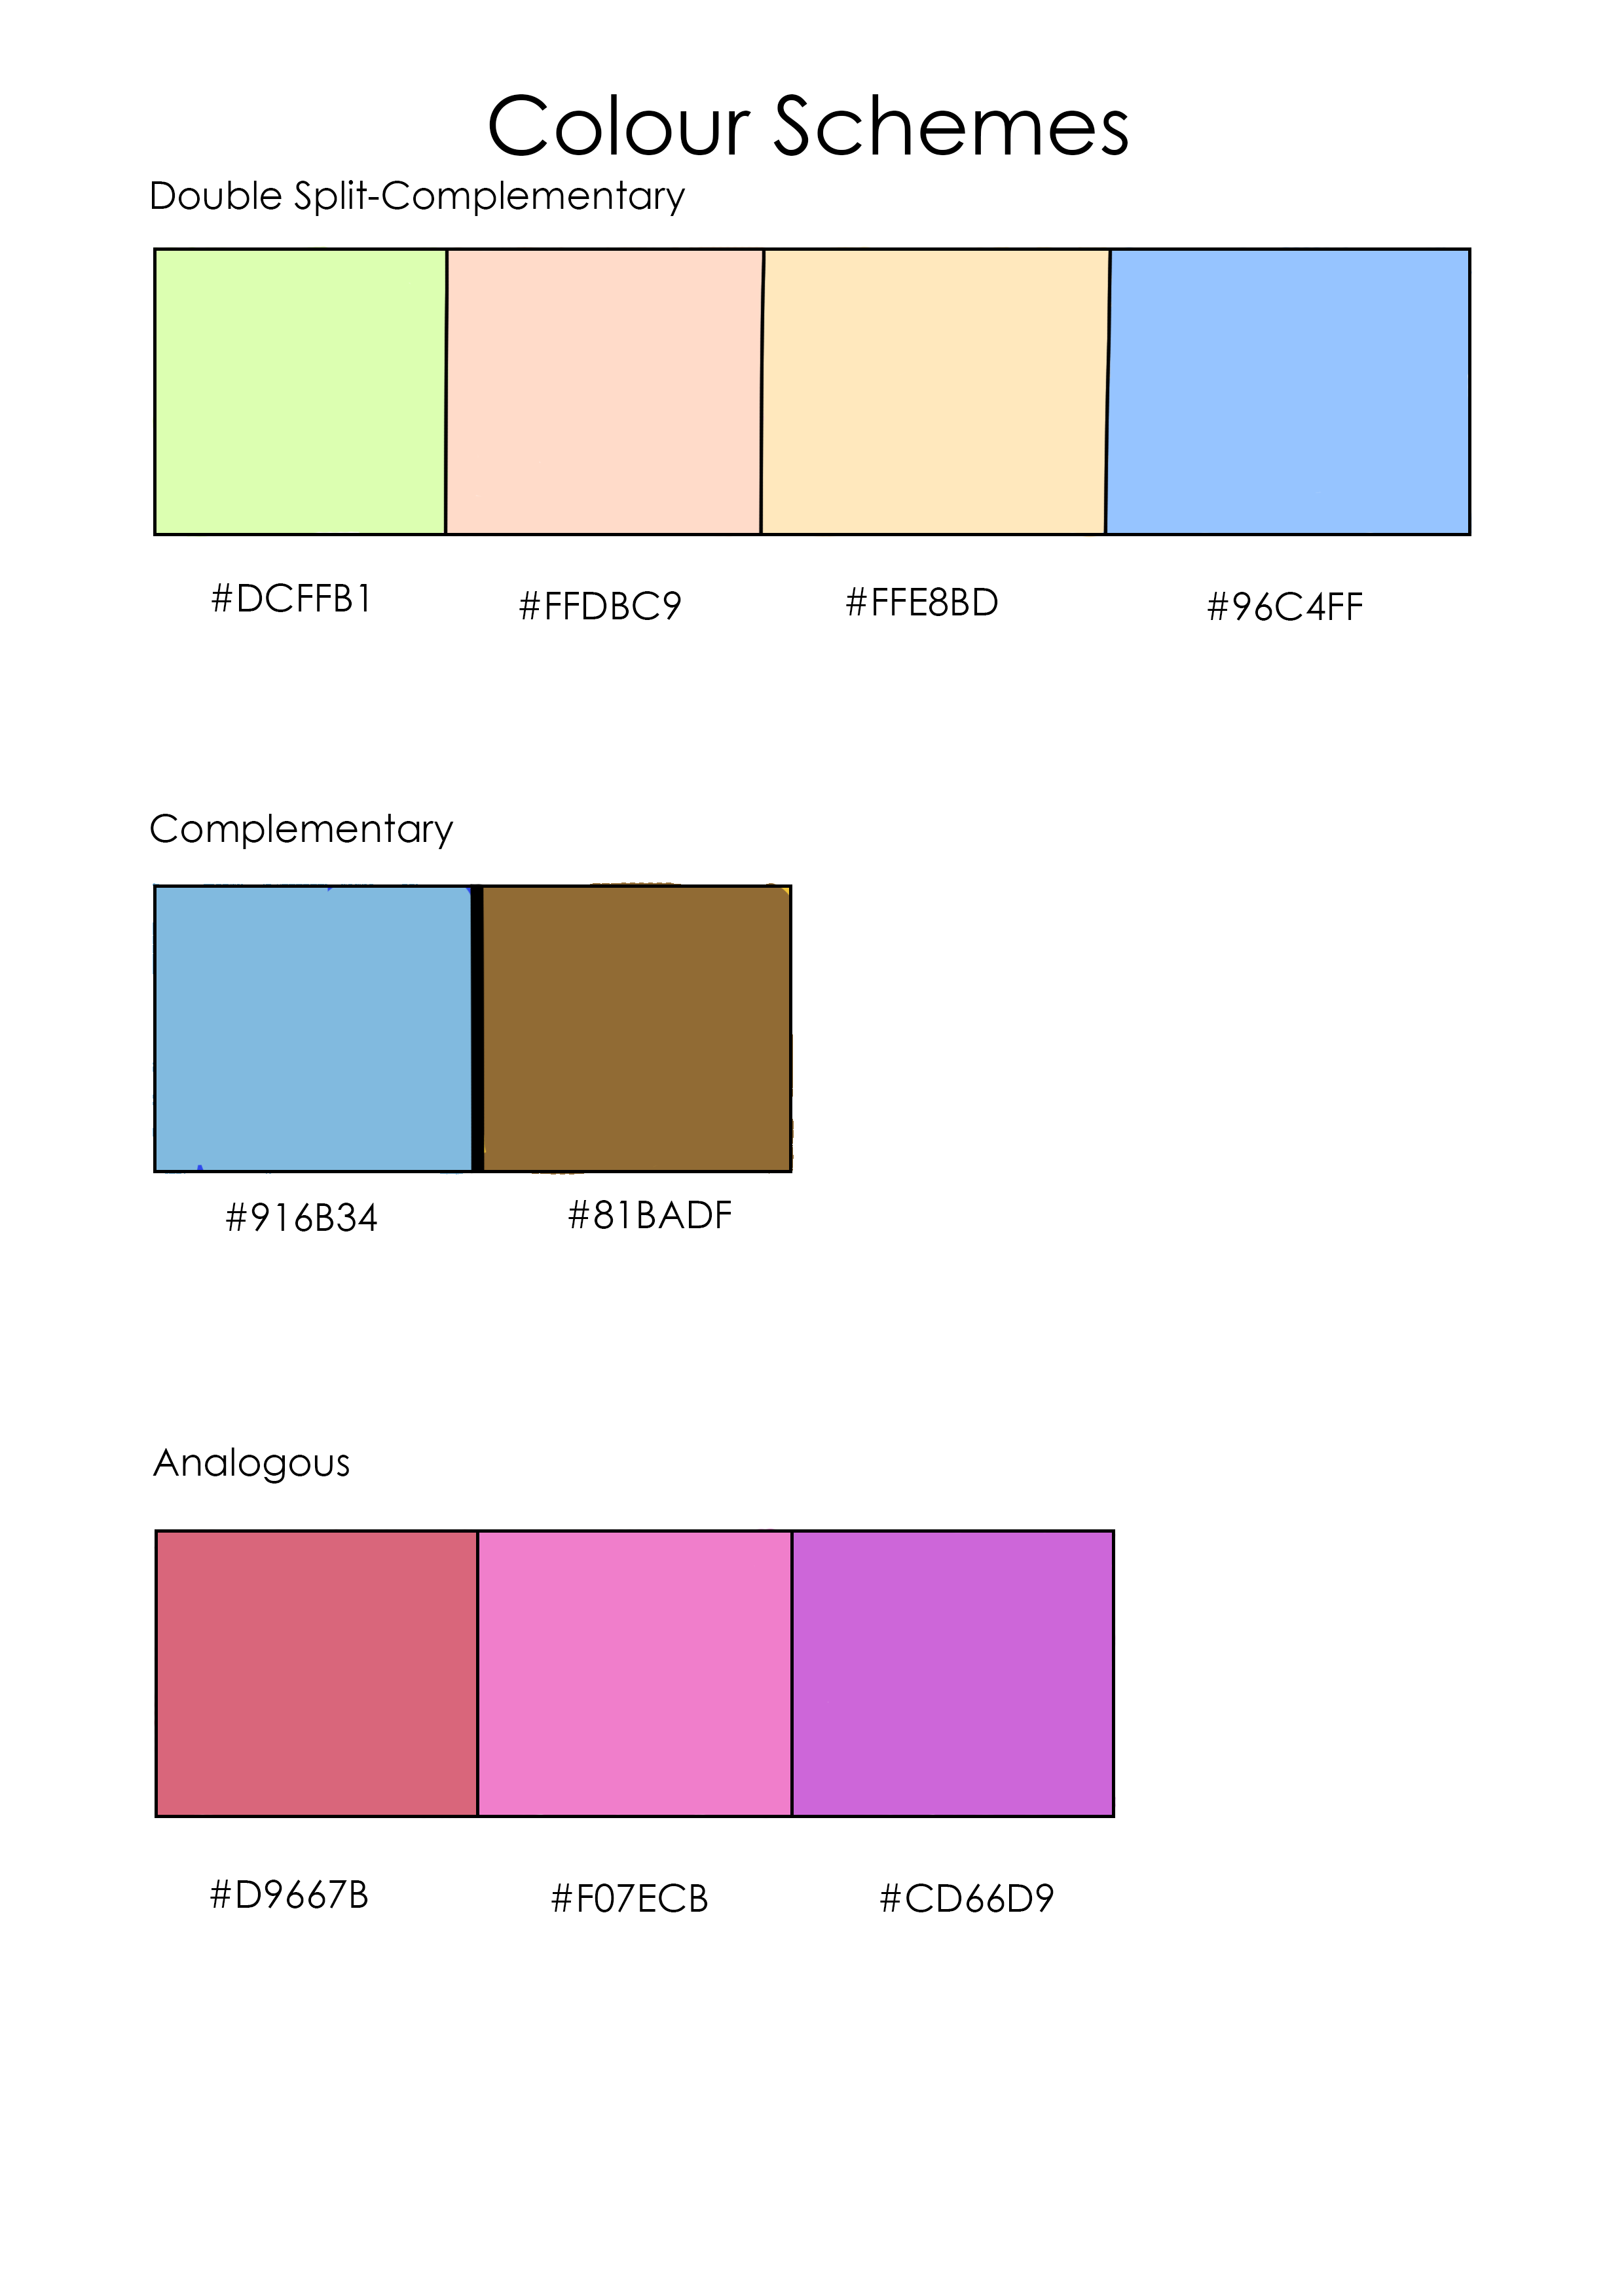 Colour Schemes
Double Split-Complementary
#DCFFB1 #FFDBC9 #FFE8BD #96C4FF
Complementary
#916B34 #81BADF
Analogous
#D9667B #F07ECB #CD66D9